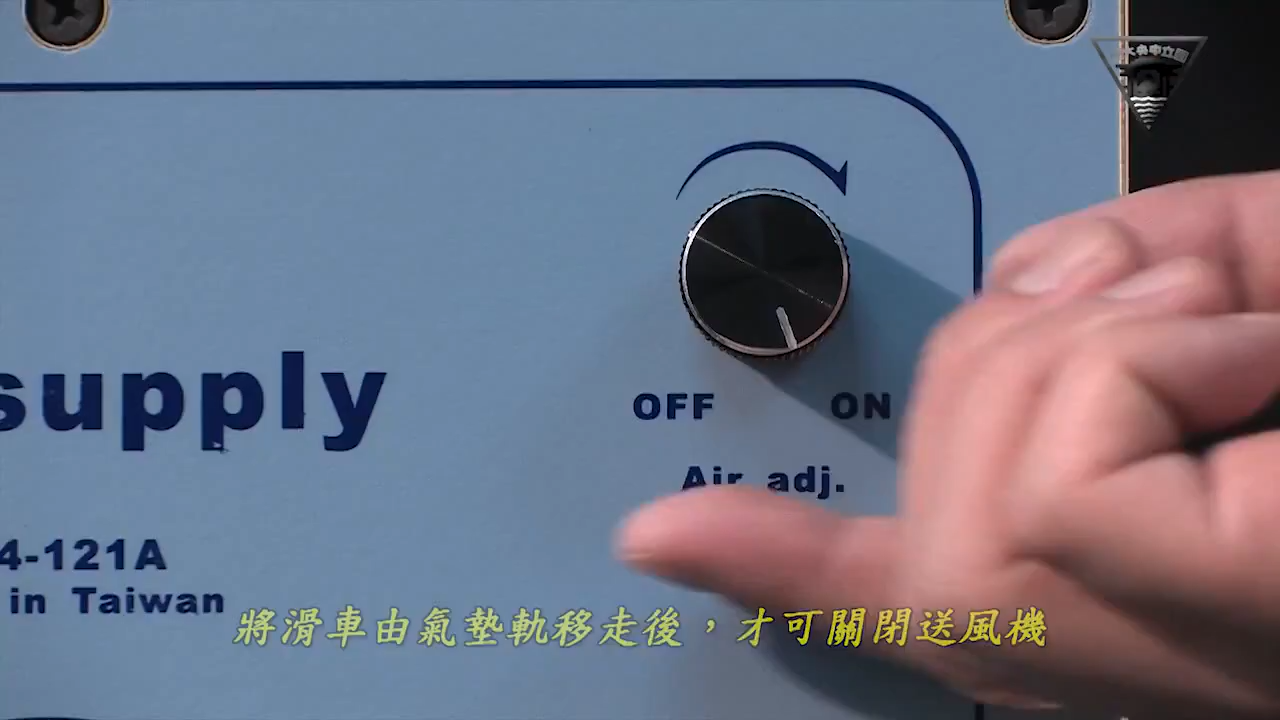 supply
OFF ON
Air adj.
4-121A
in Taiwan
將滑車由氣墊軌移走後，才可關閉送風機